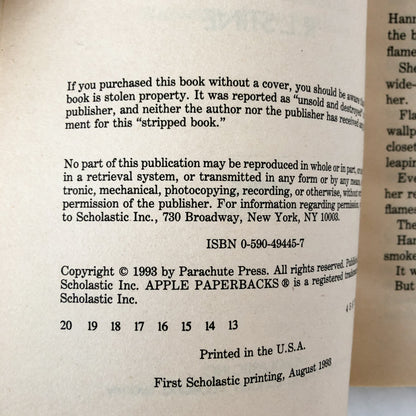 If you purchased this book without a cover, you should be aware
book is stolen property. It was reported as "unsold and destroyed"
publisher, and neither the author nor the publisher has received
ment for this "stripped book."
No part of this publication may be reproduced in whole or in part, or
in a retrieval system, or transmitted in any form or by any means,
tronic, mechanical, photocopying, recording, or otherwise, without
permission of the publisher. For information regarding permission,
to Scholastic Inc., 730 Broadway, New York, NY 10003.
ISBN 0-590-49445-7
Copyright © 1993 by Parachute Press. All rights reserved.
Scholastic Inc. APPLE PAPERBACKS ® is a registered
Scholastic Inc.
20 19 18 17 16 15 14 13
Printed in the U.S.A.
First Scholastic printing, August 1993
Hann
the b
flame
She
wide-
her.
Fla
wallp
closet
leapin
Eve
her re
flames
The
Han
smoke
It w
But